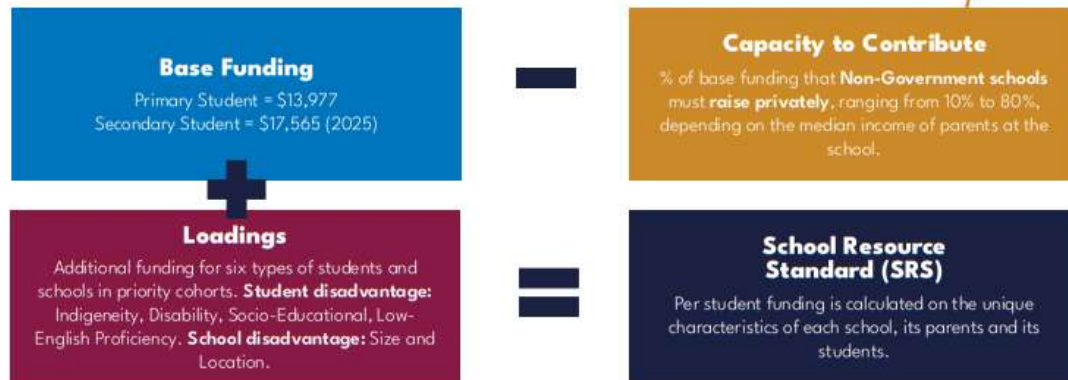 Base Funding
Primary Student = $13,977
Secondary Student = $17,565 (2025)
Capacity to Contribute
% of base funding that Non-Government schools
must raise privately, ranging from 10% to 80%,
depending on the median income of parents at the
school.
Loadings
Additional funding for six types of students and
schools in priority cohorts. Student disadvantage:
Indigeneity, Disability, Socio-Educational, Low-
English Proficiency. School disadvantage: Size and
Location.
School Resource
Standard (SRS)
Per student funding is calculated on the unique
characteristics of each school, its parents and its
students.